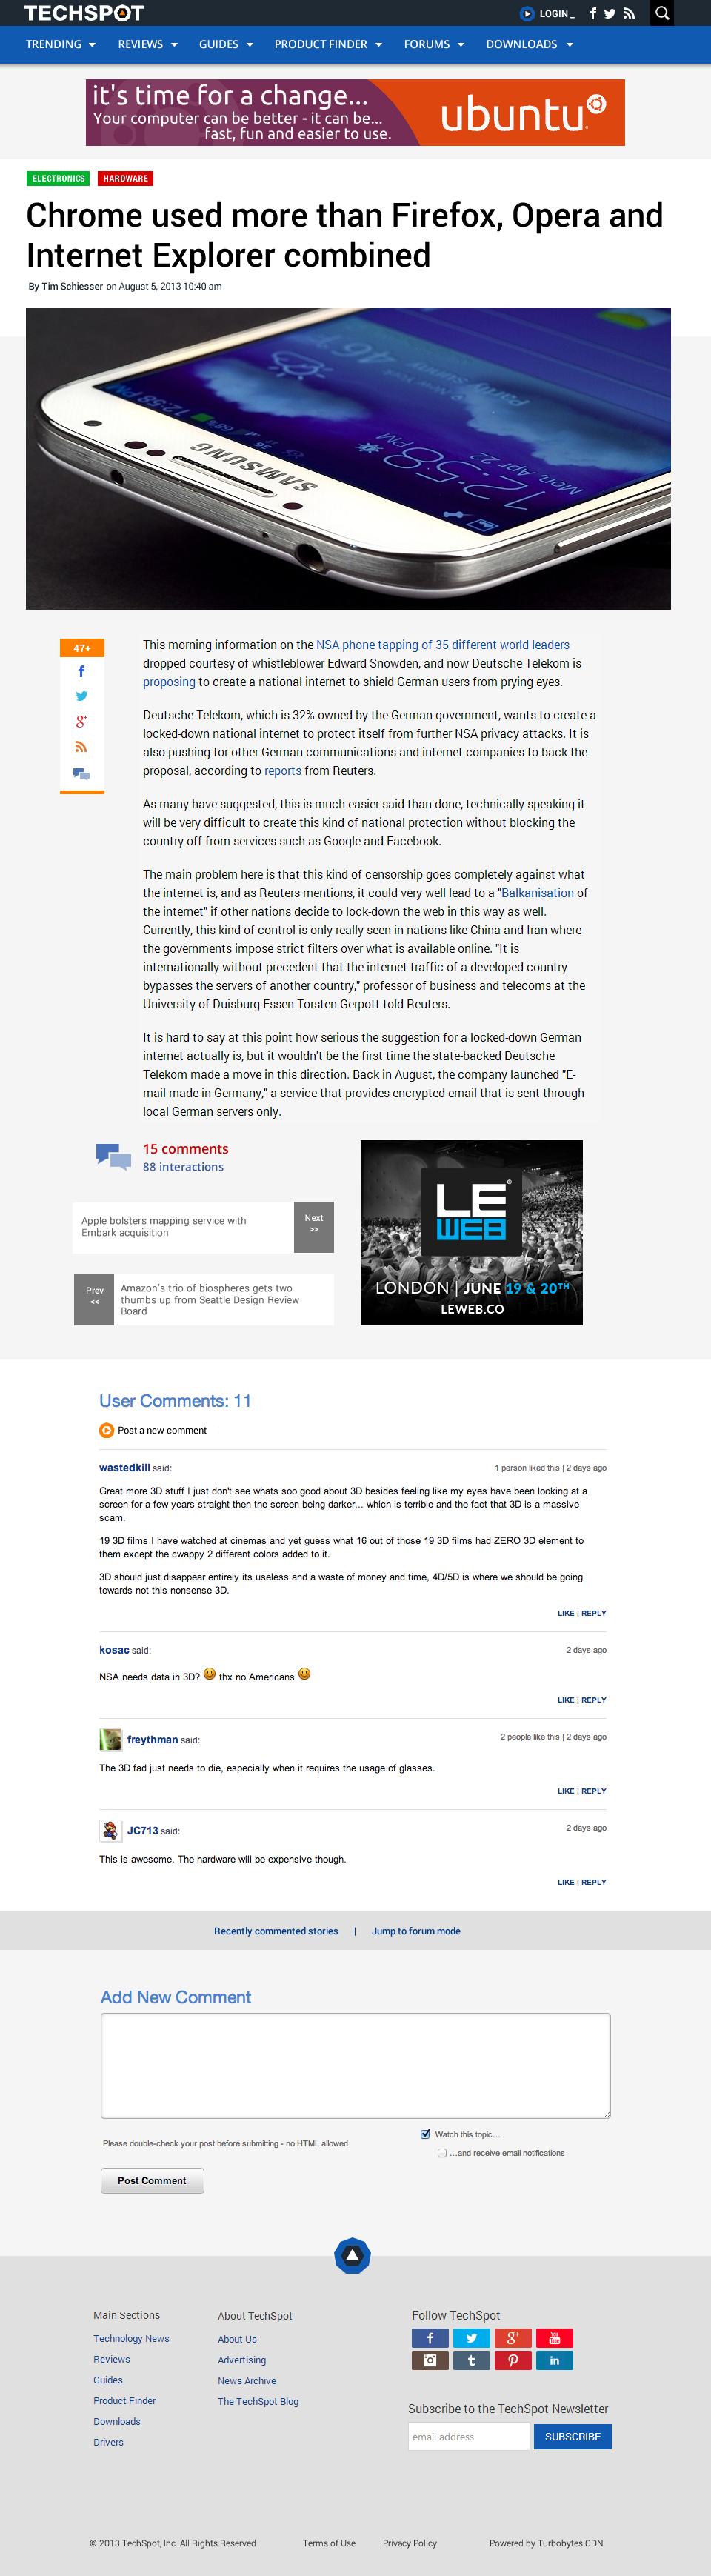 TECHSPOT
LOGIN _
TRENDING REVIEWS GUIDES PRODUCT FINDER FORUMS DOWNLOADS
it's time for a change...
Your computer can be better - it can be...
fast, fun and easier to use.
ubuntu
ELECTRONICS HARDWARE
Chrome used more than Firefox, Opera and
Internet Explorer combined
By Tim Schiesser on August 5, 2013 10:40 am
SAMSUNG
12:58 PM
Mon, Apr 22
Partly sunny
12:58
47+
This morning information on the NSA phone tapping of 35 different world leaders
dropped courtesy of whistleblower Edward Snowden, and now Deutsche Telekom is
proposing to create a national internet to shield German users from prying eyes.
Deutsche Telekom, which is 32% owned by the German government, wants to create a
locked-down national internet to protect itself from further NSA privacy attacks. It is
also pushing for other German communications and internet companies to back the
proposal, according to reports from Reuters.
As many have suggested, this is much easier said than done, technically speaking it
will be very difficult to create this kind of national protection without blocking the
country off from services such as Google and Facebook.
The main problem here is that this kind of censorship goes completely against what
the internet is, and as Reuters mentions, it could very well lead to a "Balkanisation of
the internet" if other nations decide to lock-down the web in this way as well.
Currently, this kind of control is only really seen in nations like China and Iran where
the governments impose strict filters over what is available online. "It is
internationally without precedent that the internet traffic of a developed country
bypasses the servers of another country," professor of business and telecoms at the
University of Duisburg-Essen Torsten Gerpott told Reuters.
It is hard to say at this point how serious the suggestion for a locked-down German
internet actually is, but it wouldn't be the first time the state-backed Deutsche
Telekom made a move in this direction. Back in August, the company launched "E-
mail made in Germany," a service that provides encrypted email that is sent through
local German servers only.
15 comments
88 interactions
Apple bolsters mapping service with
Embark acquisition
Next
>>
Prev
<<
Amazon's trio of biospheres gets two
thumbs up from Seattle Design Review
Board
LE
WEB
LONDON | JUNE 19 & 20TH
LEWEB.CO
User Comments: 11
Post a new comment
wastedkill said:
1 person liked this | 2 days ago
Great more 3D stuff I just don't see whats soo good about 3D besides feeling like my eyes have been looking at a
screen for a few years straight then the screen being darker... which is terrible and the fact that 3D is a massive
scam.
19 3D films I have watched at cinemas and yet guess what 16 out of those 19 3D films had ZERO 3D element to
them except the cwappy 2 different colors added to it.
3D should just disappear entirely its useless and a waste of money and time, 4D/5D is where we should be going
towards not this nonsense 3D.
LIKE | REPLY
kosac said:
2 days ago
NSA needs data in 3D? thx no Americans
LIKE | REPLY
freythman said:
2 people like this | 2 days ago
The 3D fad just needs to die, especially when it requires the usage of glasses.
LIKE | REPLY
JC713 said:
2 days ago
This is awesome. The hardware will be expensive though.
LIKE | REPLY
Recently commented stories | Jump to forum mode
Add New Comment
Please double-check your post before submitting - no HTML allowed
Watch this topic...
...and receive email notifications
Post Comment
Main Sections
Technology News
Reviews
Guides
Product Finder
Downloads
Drivers
About TechSpot
About Us
Advertising
News Archive
The TechSpot Blog
Follow TechSpot
Subscribe to the TechSpot Newsletter
email address
SUBSCRIBE
© 2013 TechSpot, Inc. All Rights Reserved Terms of Use Privacy Policy Powered by Turbobytes CDN